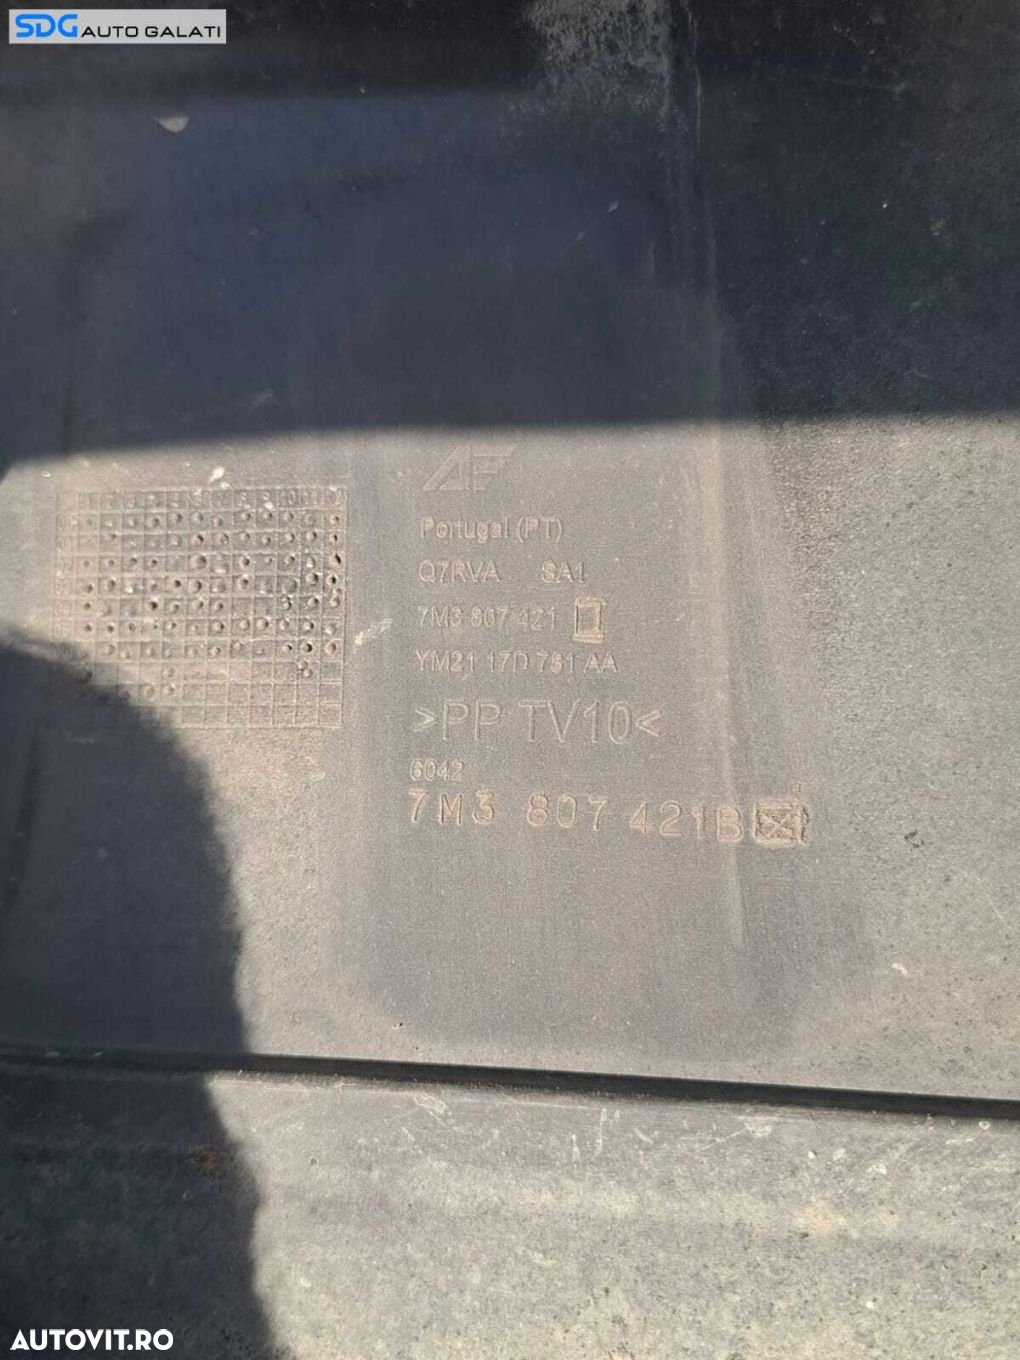 SDG AUTO GALATI
AF
Portugal (PT)
Q7RVA SA1
7M3 807 421
YM21 17D 781 AA
>PP TV10<
6042
7M3 807 421B
AUTOVIT.RO